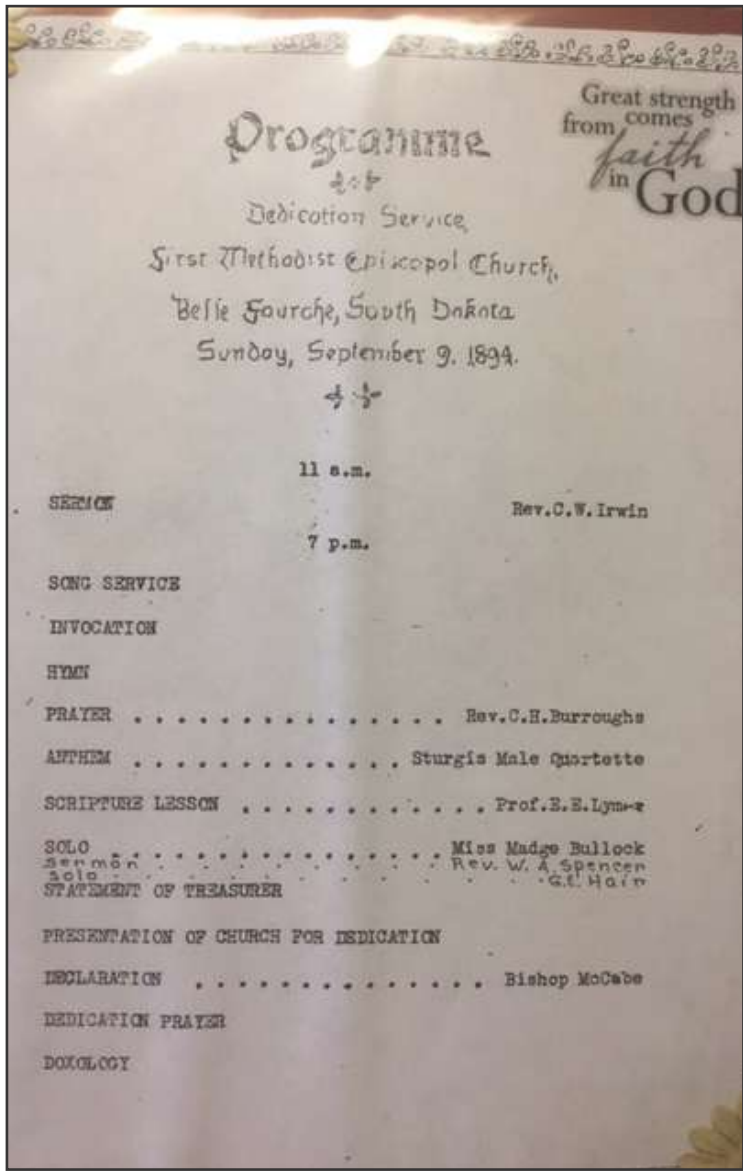 Great strength
comes
from
faith
in God
Programme
Dedication Service,
First Methodist Episcopol Church,
Belle Fourche, South Dakota
Sunday, September 9, 1894.
11 a.m.
SERMON Rev.C.W.Irwin
7 p.m.
SONG SERVICE
INVOCATION
HYMN
PRAYER . . . . . . . . . . . . . . . Rev.C.H.Burroughs
ANTHEM . . . . . . . . . . . . . Sturgis Male Quartette
SCRIPTURE LESSON . . . . . . . . . . . . Prof.E.E.
SOLO . . . . . . . . . . . . . . . Miss Madge Bullock
Sermon . . . . . . . . . . . . Rev. W. A. Spencer
Solo . . . . . . . . . . . . . . . G.E. Hain
STATEMENT OF TREASURER
PRESENTATION OF CHURCH FOR DEDICATION
DECLARATION . . . . . . . . . . . . . . Bishop McCabe
DEDICATION PRAYER
DOXOLOGY